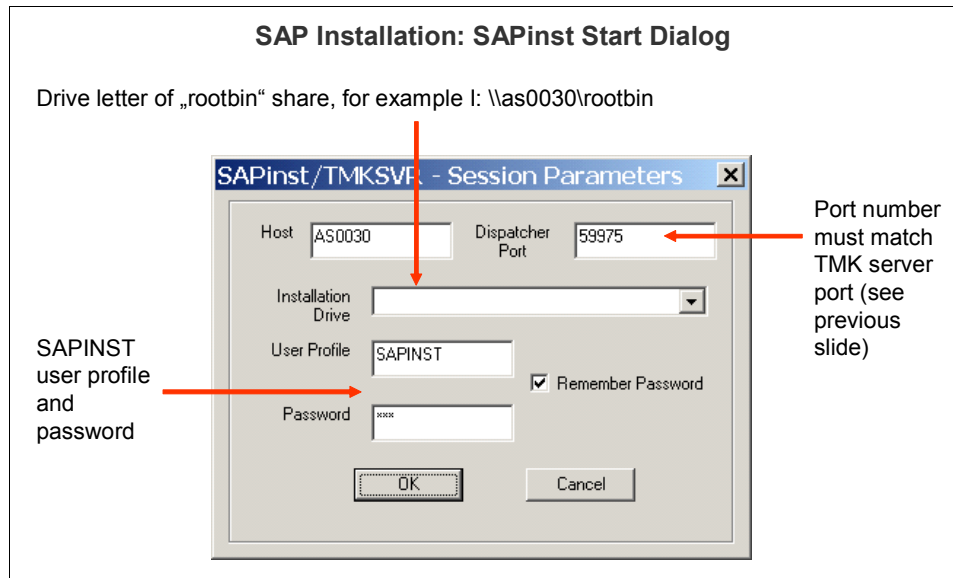 SAP Installation: SAPinst Start Dialog
Drive letter of „rootbin“ share, for example I: \\as0030\rootbin
SAPinst/TMKSVR - Session Parameters
Host
AS0030
Dispatcher
Port
59975
Port number
must match
TMK server
port (see
previous
slide)
Installation
Drive
SAPINST
user profile
and
password
User Profile
SAPINST
Remember Password
Password
***
OK
Cancel